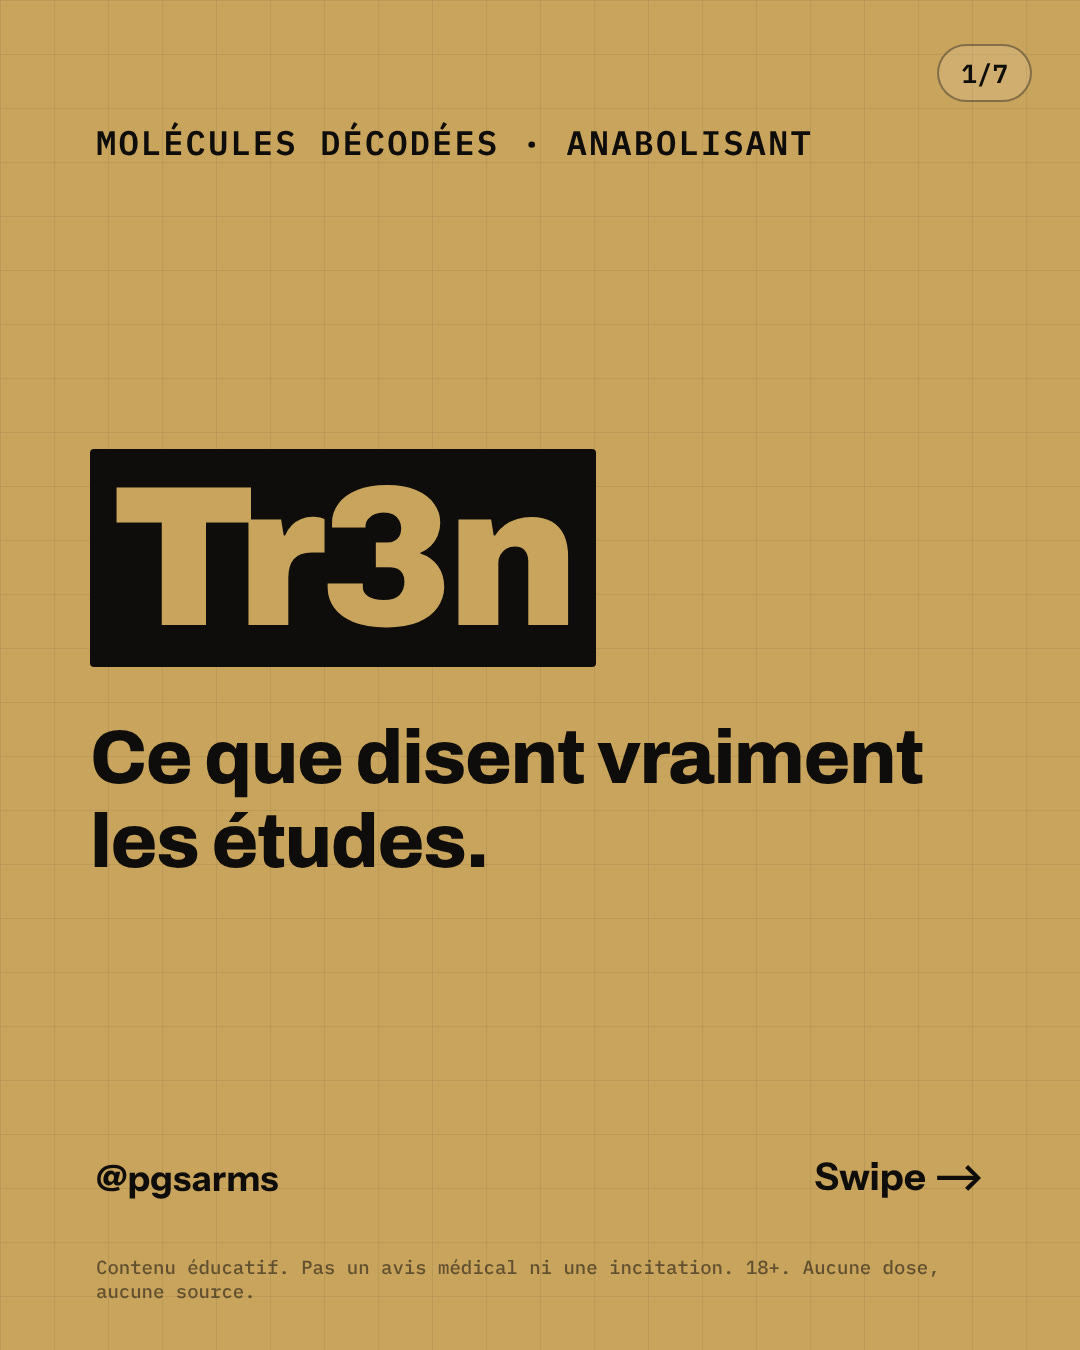 1/7
MOLÉCULES DÉCODÉES · ANABOLISANT
Tr3n
Ce que disent vraiment
les études.
@pgsarms
Swipe →
Contenu éducatif. Pas un avis médical ni une incitation. 18+. Aucune dose,
aucune source.